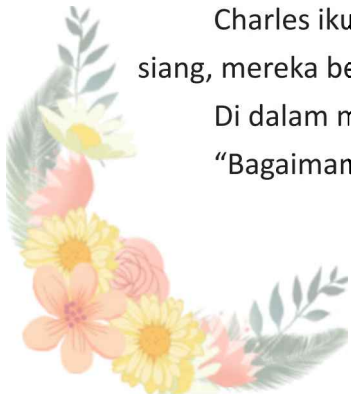 Charles iku
siang, mereka be
Di dalam m
“Bagaiman